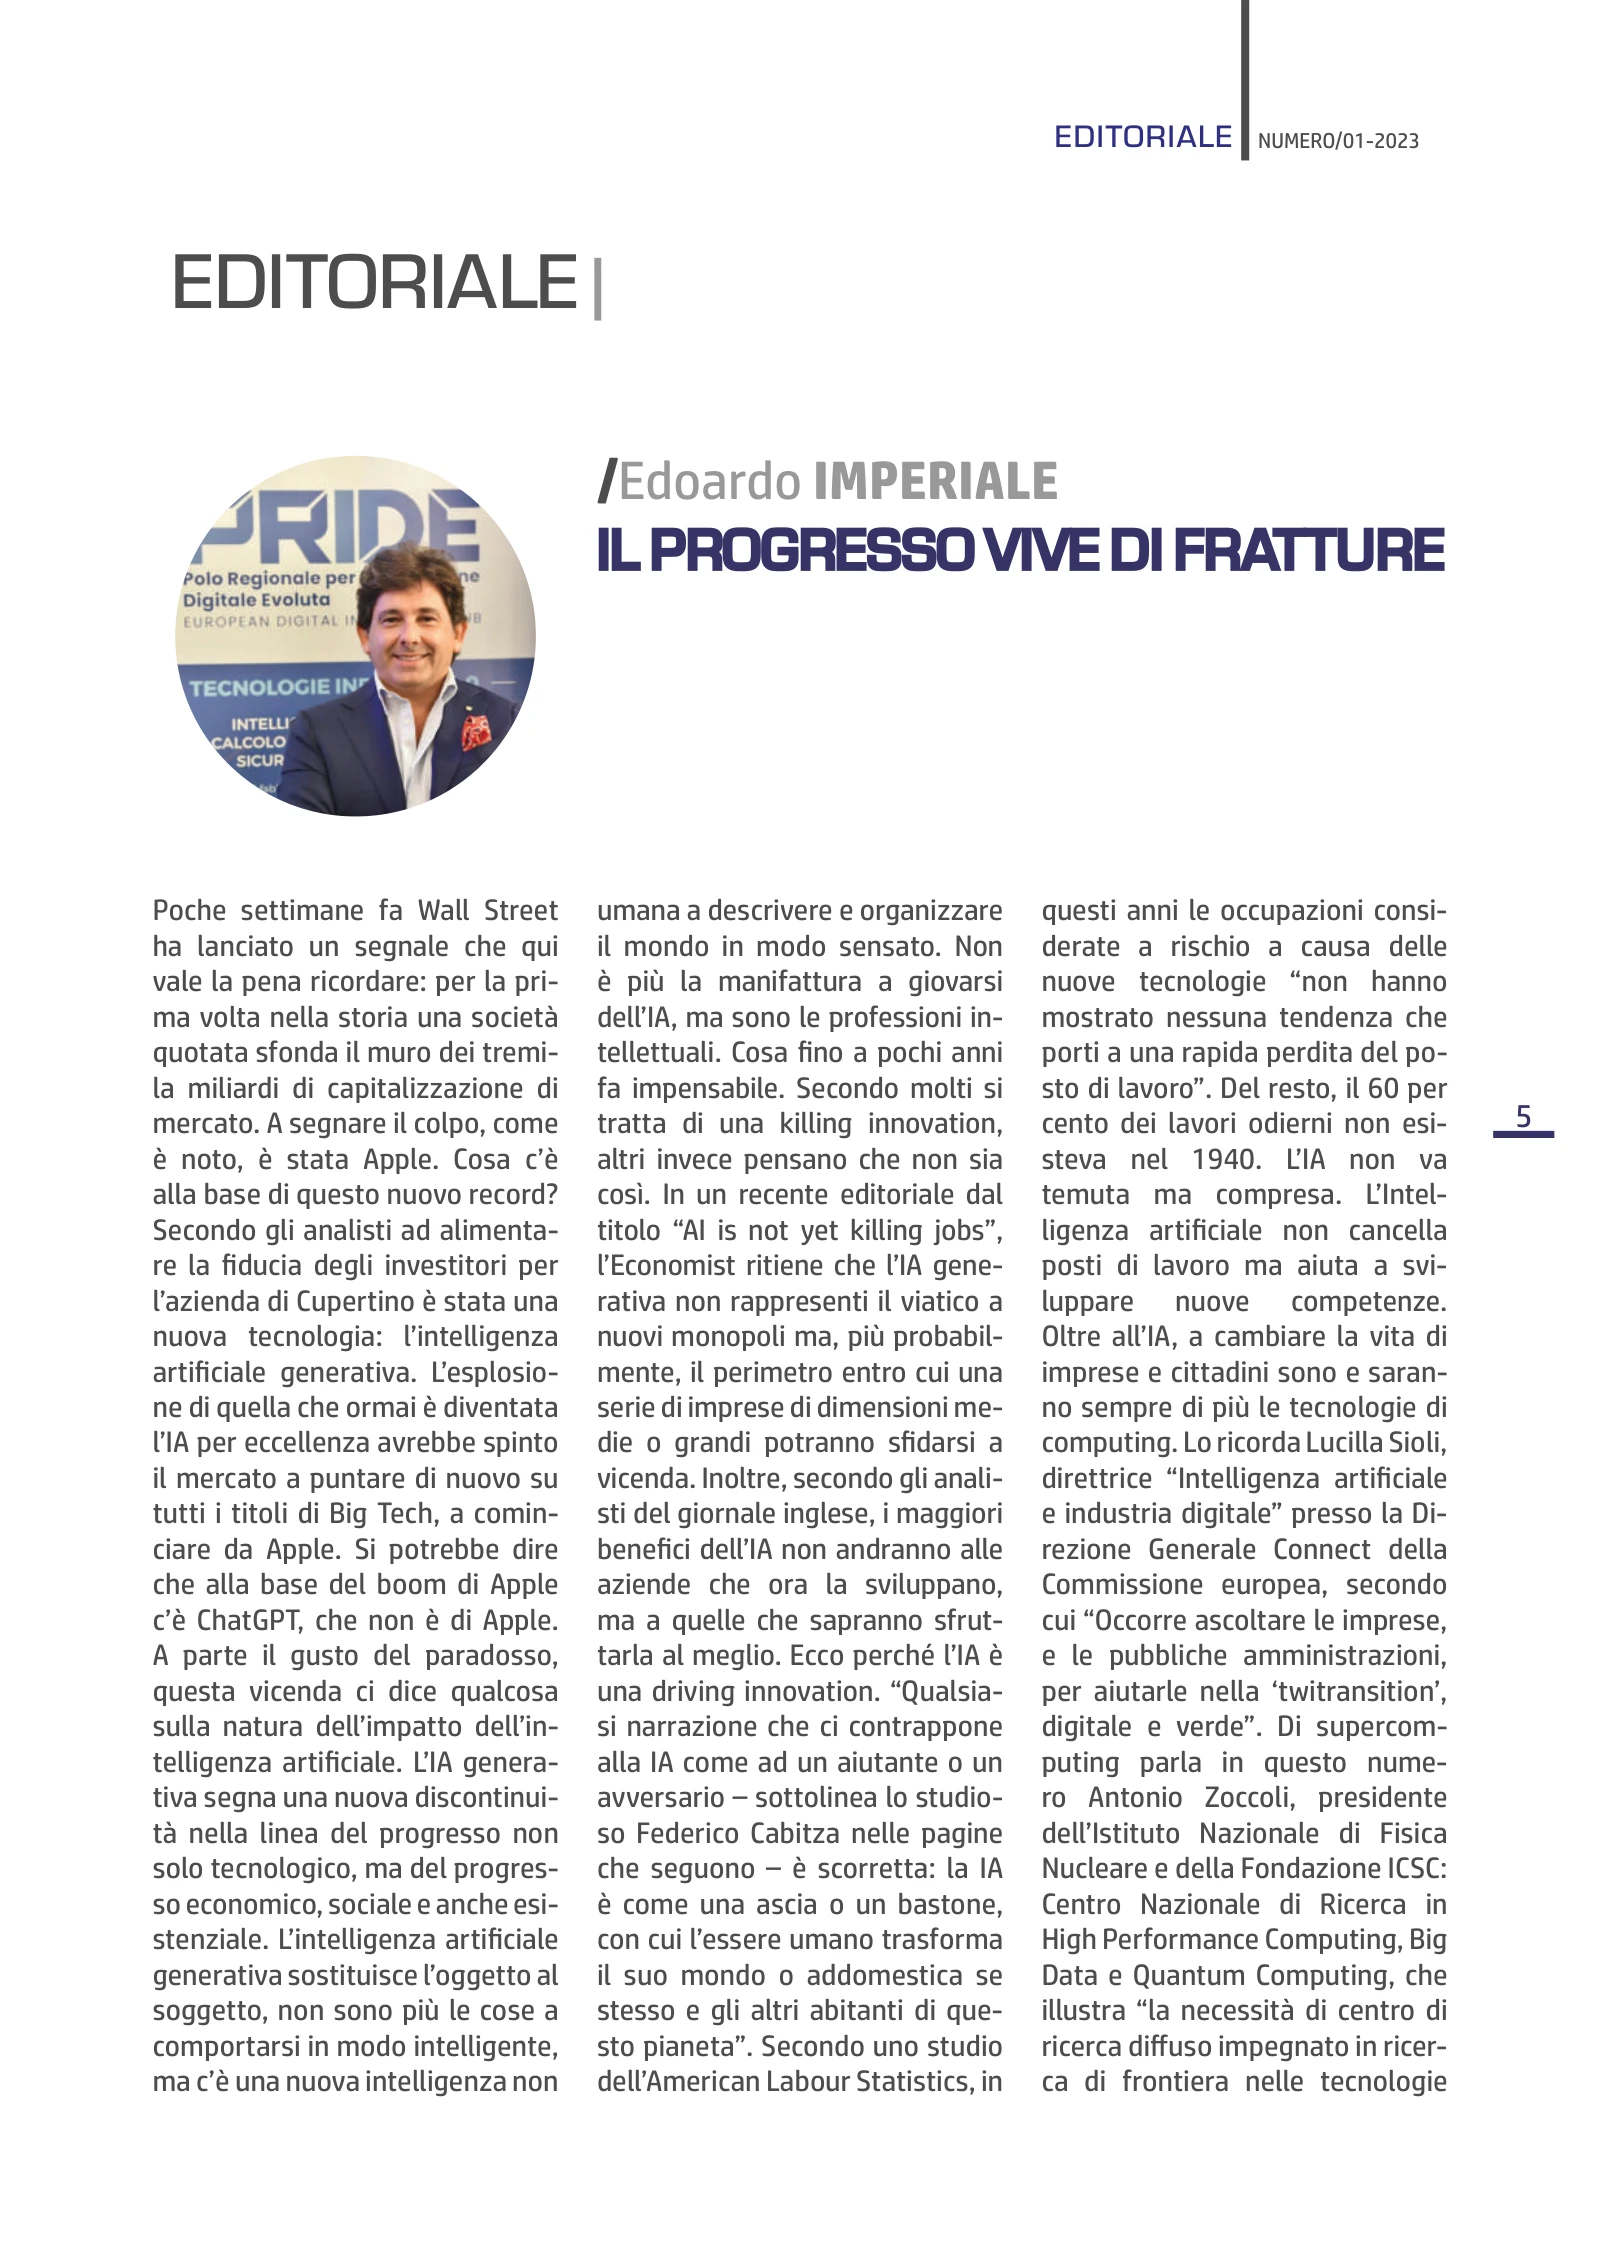 EDITORIALE
NUMERO/01-2023
EDITORIALE
/Edoardo IMPERIALE
IL PROGRESSO VIVE DI FRATTURE
PRIDE
Polo Regionale per
ne
Digitale Evoluta
EUROPEAN DIGITAL
TECNOLOGIE
CALCOLO
Poche settimane fa Wall Street
ha lanciato un segnale che qui
vale la pena ricordare: per la pri-
ma volta nella storia una società
quotata sfonda il muro dei tremi-
la miliardi di capitalizzazione di
mercato. A segnare il colpo, come
è noto, è stata Apple. Cosa c’è
alla base di questo nuovo record?
Secondo gli analisti ad alimenta-
re la fiducia degli investitori per
l’azienda di Cupertino è stata una
nuova tecnologia: l’intelligenza
artificiale generativa. L’esplosio-
ne di quella che ormai è diventata
l’IA per eccellenza avrebbe spinto
il mercato a puntare di nuovo su
tutti i titoli di Big Tech, a comin-
ciare da Apple. Si potrebbe dire
che alla base del boom di Apple
c’è ChatGPT, che non è di Apple.
A parte il gusto del paradosso,
questa vicenda ci dice qualcosa
sulla natura dell’impatto dell’in-
telligenza artificiale. L’IA genera-
tiva segna una nuova discontinui-
tà nella linea del progresso non
solo tecnologico, ma del progres-
so economico, sociale e anche esi-
stenziale. L’intelligenza artificiale
generativa sostituisce l’oggetto al
soggetto, non sono più le cose a
comportarsi in modo intelligente,
ma c’è una nuova intelligenza non
umana a descrivere e organizzare
il mondo in modo sensato. Non
è più la manifattura a giovarsi
dell’IA, ma sono le professioni in-
tellettuali. Cosa fino a pochi anni
fa impensabile. Secondo molti si
tratta di una killing innovation,
altri invece pensano che non sia
così. In un recente editoriale dal
titolo “AI is not yet killing jobs”,
l’Economist ritiene che l’IA gene-
rativa non rappresenti il viatico a
nuovi monopoli ma, più probabil-
mente, il perimetro entro cui una
serie di imprese di dimensioni me-
die o grandi potranno sfidarsi a
vicenda. Inoltre, secondo gli anali-
sti del giornale inglese, i maggiori
benefici dell’IA non andranno alle
aziende che ora la sviluppano,
ma a quelle che sapranno sfrut-
tarla al meglio. Ecco perché l’IA è
una driving innovation. “Qualsia-
si narrazione che ci contrappone
alla IA come ad un aiutante o un
avversario – sottolinea lo studio-
so Federico Cabitza nelle pagine
che seguono – è scorretta: la IA
è come una ascia o un bastone,
con cui l’essere umano trasforma
il suo mondo o addomestica se
stesso e gli altri abitanti di que-
sto pianeta”. Secondo uno studio
dell’American Labour Statistics, in
questi anni le occupazioni consi-
derate a rischio a causa delle
nuove tecnologie “non hanno
mostrato nessuna tendenza che
porti a una rapida perdita del po-
sto di lavoro”. Del resto, il 60 per
cento dei lavori odierni non esi-
steva nel 1940. L’IA non va
temuta ma compresa. L’Intel-
ligenza artificiale non cancella
posti di lavoro ma aiuta a svi-
luppare nuove competenze.
Oltre all’IA, a cambiare la vita di
imprese e cittadini sono e saran-
no sempre di più le tecnologie di
computing. Lo ricorda Lucilla Sioli,
direttrice “Intelligenza artificiale
e industria digitale” presso la Di-
rezione Generale Connect della
Commissione europea, secondo
cui “Occorre ascoltare le imprese,
e le pubbliche amministrazioni,
per aiutarle nella ‘twitransition’,
digitale e verde”. Di supercom-
puting parla in questo nume-
ro Antonio Zoccoli, presidente
dell’Istituto Nazionale di Fisica
Nucleare e della Fondazione ICSC:
Centro Nazionale di Ricerca in
High Performance Computing, Big
Data e Quantum Computing, che
illustra “la necessità di centro di
ricerca diffuso impegnato in ricer-
ca di frontiera nelle tecnologie
5